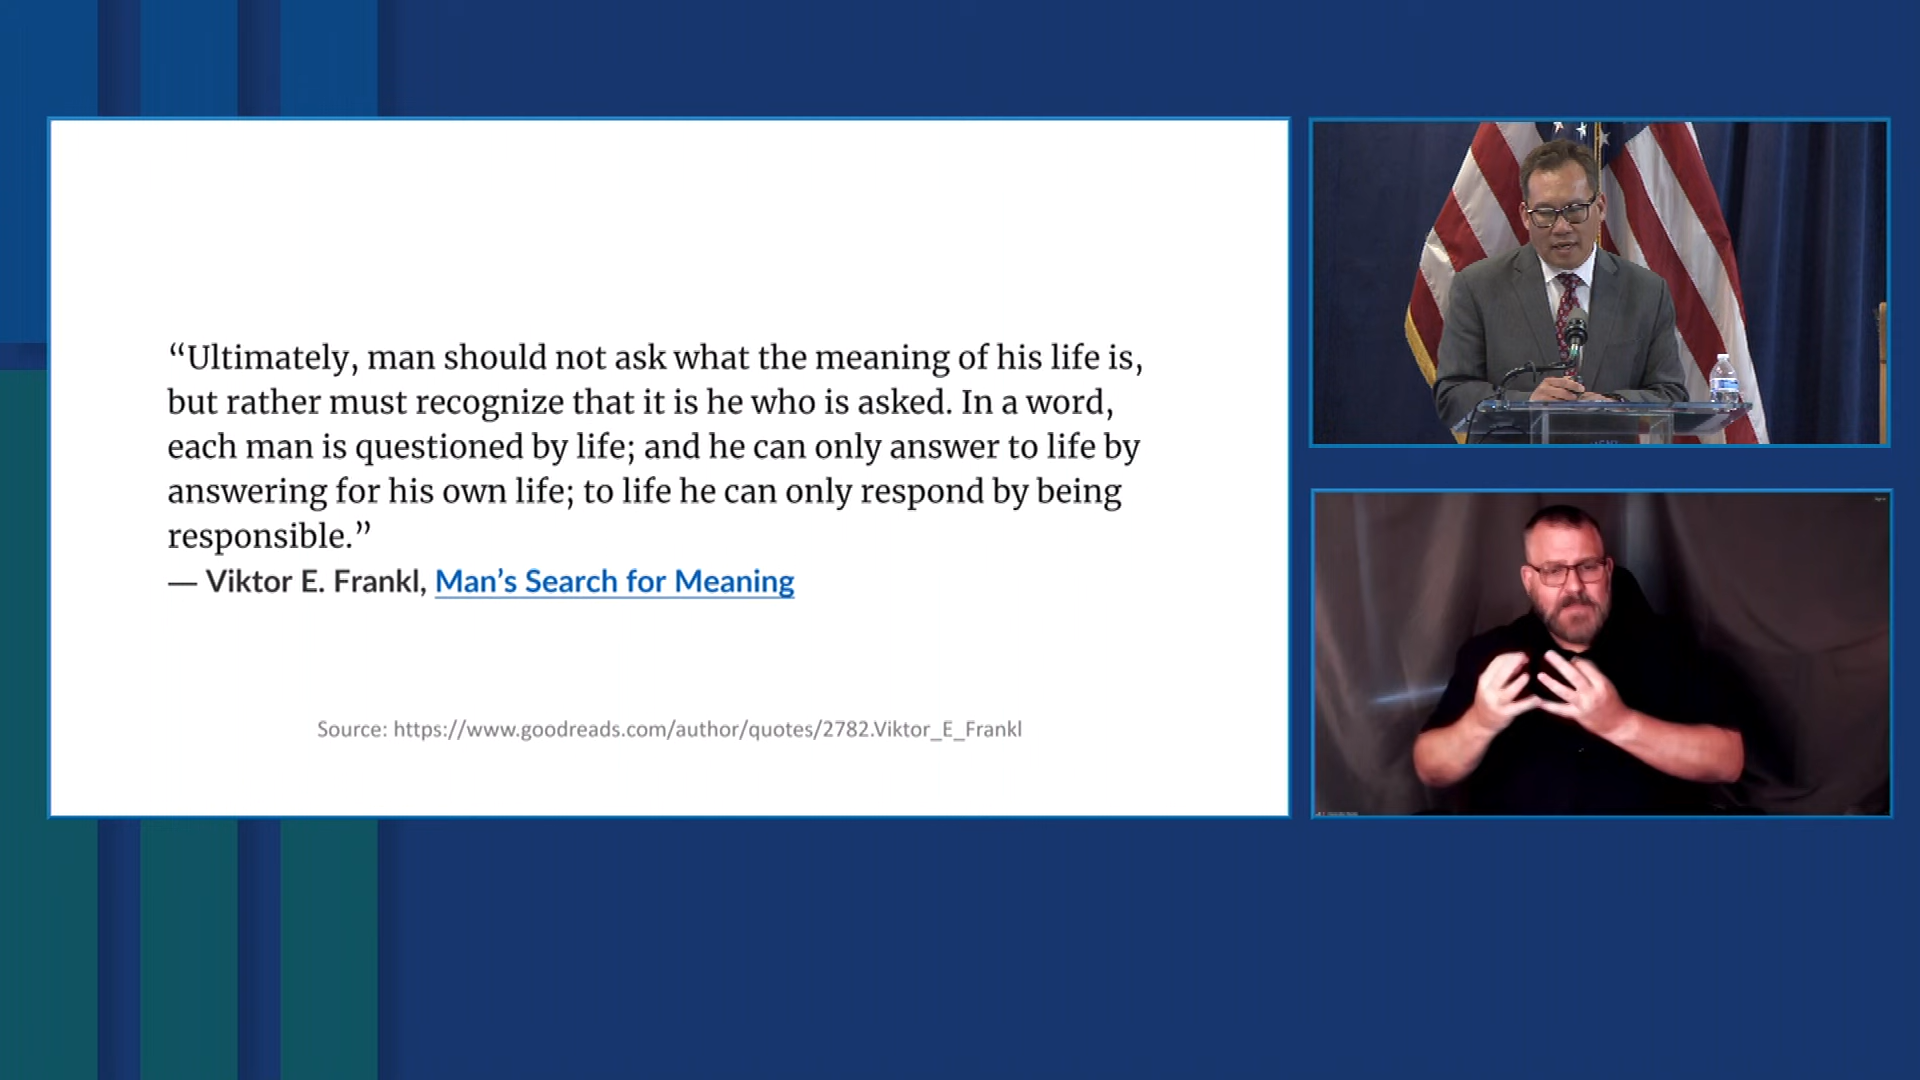 “Ultimately, man should not ask what the meaning of his life is,
but rather must recognize that it is he who is asked. In a word,
each man is questioned by life; and he can only answer to life by
answering for his own life; to life he can only respond by being
responsible.”
— Viktor E. Frankl, Man’s Search for Meaning
Source: https://www.goodreads.com/author/quotes/2782.Viktor_E_Frankl